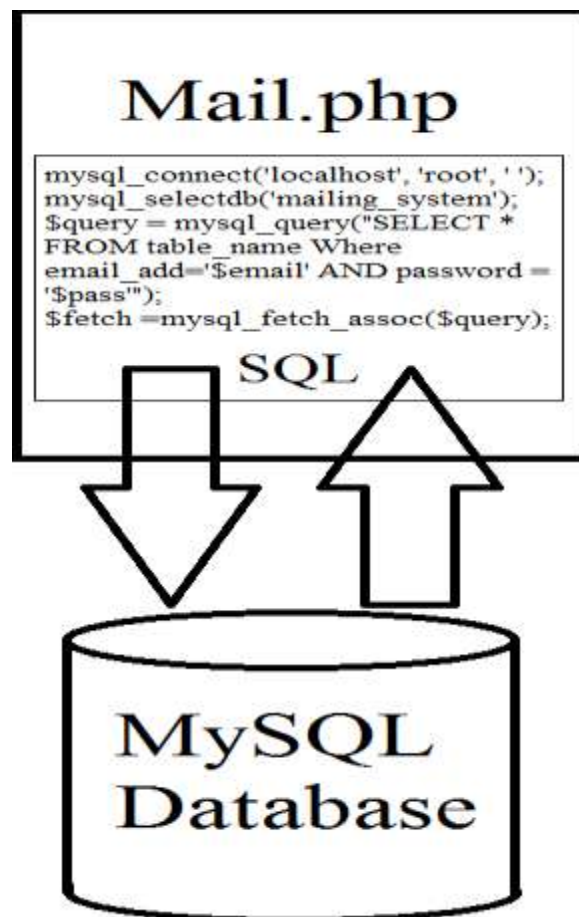 Mail.php
mysql_connect('localhost', 'root', ' ');
mysql_selectdb('mailing_system');
$query = mysql_query("SELECT *
FROM table_name Where
email_add='$email' AND password =
'$pass'");
$fetch =mysql_fetch_assoc($query);
SQL
MySQL
Database